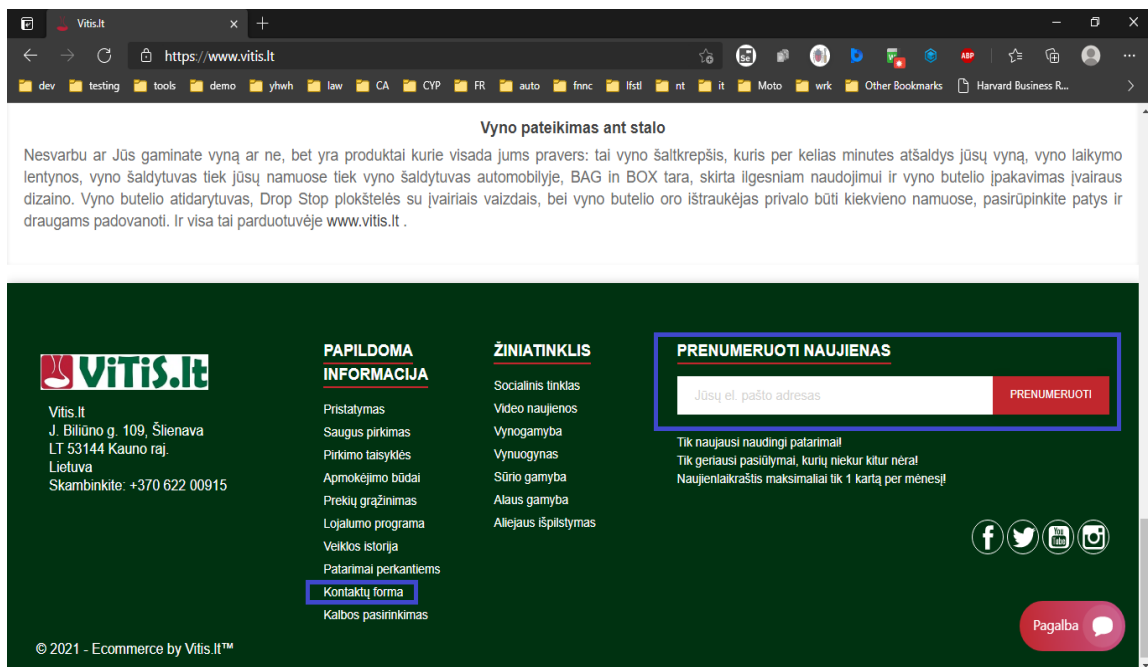 Vitis.lt
https://www.vitis.lt
dev testing tools demo yhwh law CA CYP FR auto fnnc lfstl nt it Moto wrk Other Bookmarks Harvard Business R...
Vyno pateikimas ant stalo
Nesvarbu ar Jūs gaminate vyną ar ne, bet yra produktai kurie visada jums pravers: tai vyno šaltkrepšis, kuris per kelias minutes atšaldys jūsų vyną, vyno laikymo
lentynos, vyno šaldytuvas tiek jūsų namuose tiek vyno šaldytuvas automobilyje, BAG in BOX tara, skirta ilgesniam naudojimui ir vyno butelio įpakavimas įvairaus
dizaino. Vyno butelio atidarytuvas, Drop Stop plokštelės su įvairiais vaizdais, bei vyno butelio oro ištraukėjas privalo būti kiekvieno namuose, pasirūpinkite patys ir
draugams padovanoti. Ir visa tai parduotuvėje www.vitis.lt .
ViTiS.lt
Vitis.lt
J. Biliūno g. 109, Šlienava
LT 53144 Kauno raj.
Lietuva
Skambinkite: +370 622 00915
PAPILDOMA
INFORMACIJA
Pristatymas
Saugus pirkimas
Pirkimo taisyklės
Apmokėjimo būdai
Prekių grąžinimas
Lojalumo programa
Veiklos istorija
Patarimai perkantiems
Kontaktų forma
Kalbos pasirinkimas
ŽINIATINKLIS
Socialinis tinklas
Video naujienos
Vynogamyba
Vynuogynas
Sūrio gamyba
Alaus gamyba
Aliejaus išpilstymas
PRENUMERUOTI NAUJIENAS
Jūsų el. pašto adresas
PRENUMERUOTI
Tik naujausi naudingi patarimai!
Tik geriausi pasiūlymai, kurių niekur kitur nėra!
Naujienlaikraštis maksimaliai tik 1 kartą per mėnesį!
You
Tube
Pagalba
© 2021 - Ecommerce by Vitis.lt™